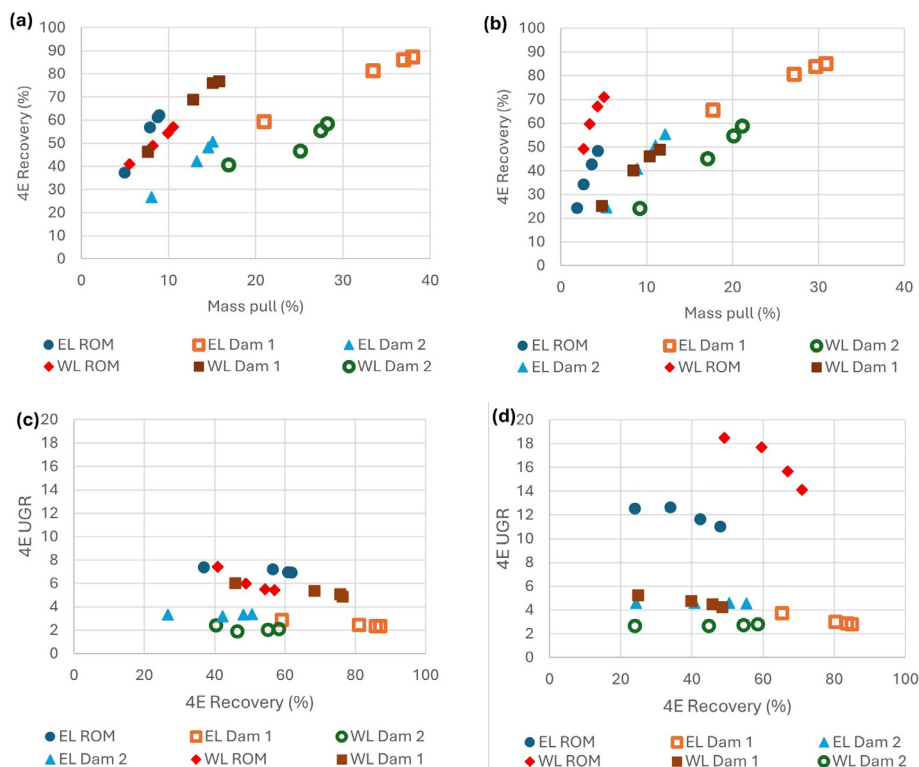 (a)
4E Recovery (%)
100
90
80
70
60
50
40
30
20
10
0
0 10 20 30 40
Mass pull (%)
EL ROM EL Dam 1 EL Dam 2
WL ROM WL Dam 1 WL Dam 2
(b)
4E Recovery (%)
100
90
80
70
60
50
40
30
20
10
0
0 10 20 30 40
Mass pull (%)
EL ROM EL Dam 1 WL Dam 2
EL Dam 2 WL ROM WL Dam 1
(c)
4E UGR
20
18
16
14
12
10
8
6
4
2
0
0 20 40 60 80 100
4E Recovery (%)
EL ROM EL Dam 1 WL Dam 2
EL Dam 2 WL ROM WL Dam 1
(d)
4E UGR
20
18
16
14
12
10
8
6
4
2
0
0 20 40 60 80 100
4E Recovery (%)
EL ROM EL Dam 1 EL Dam 2
WL ROM WL Dam 1 WL Dam 2